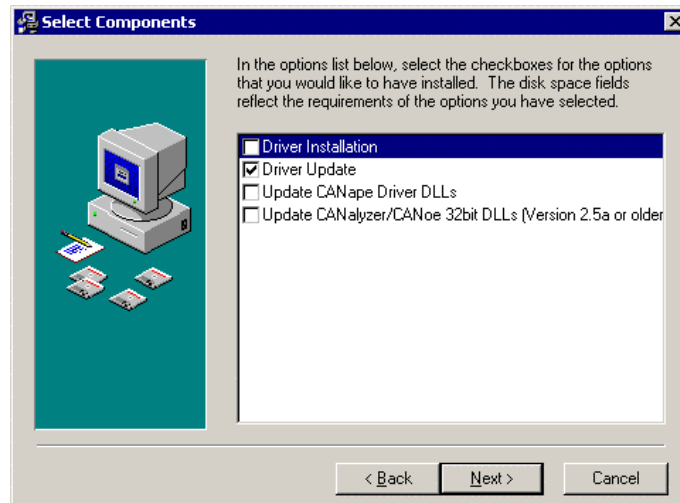 Select Components
In the options list below, select the checkboxes for the options
that you would like to have installed. The disk space fields
reflect the requirements of the options you have selected.
Driver Installation
Driver Update
Update CANape Driver DLLs
Update CANalyzer/CANoe 32bit DLLs (Version 2.5a or older
< Back
Next >
Cancel